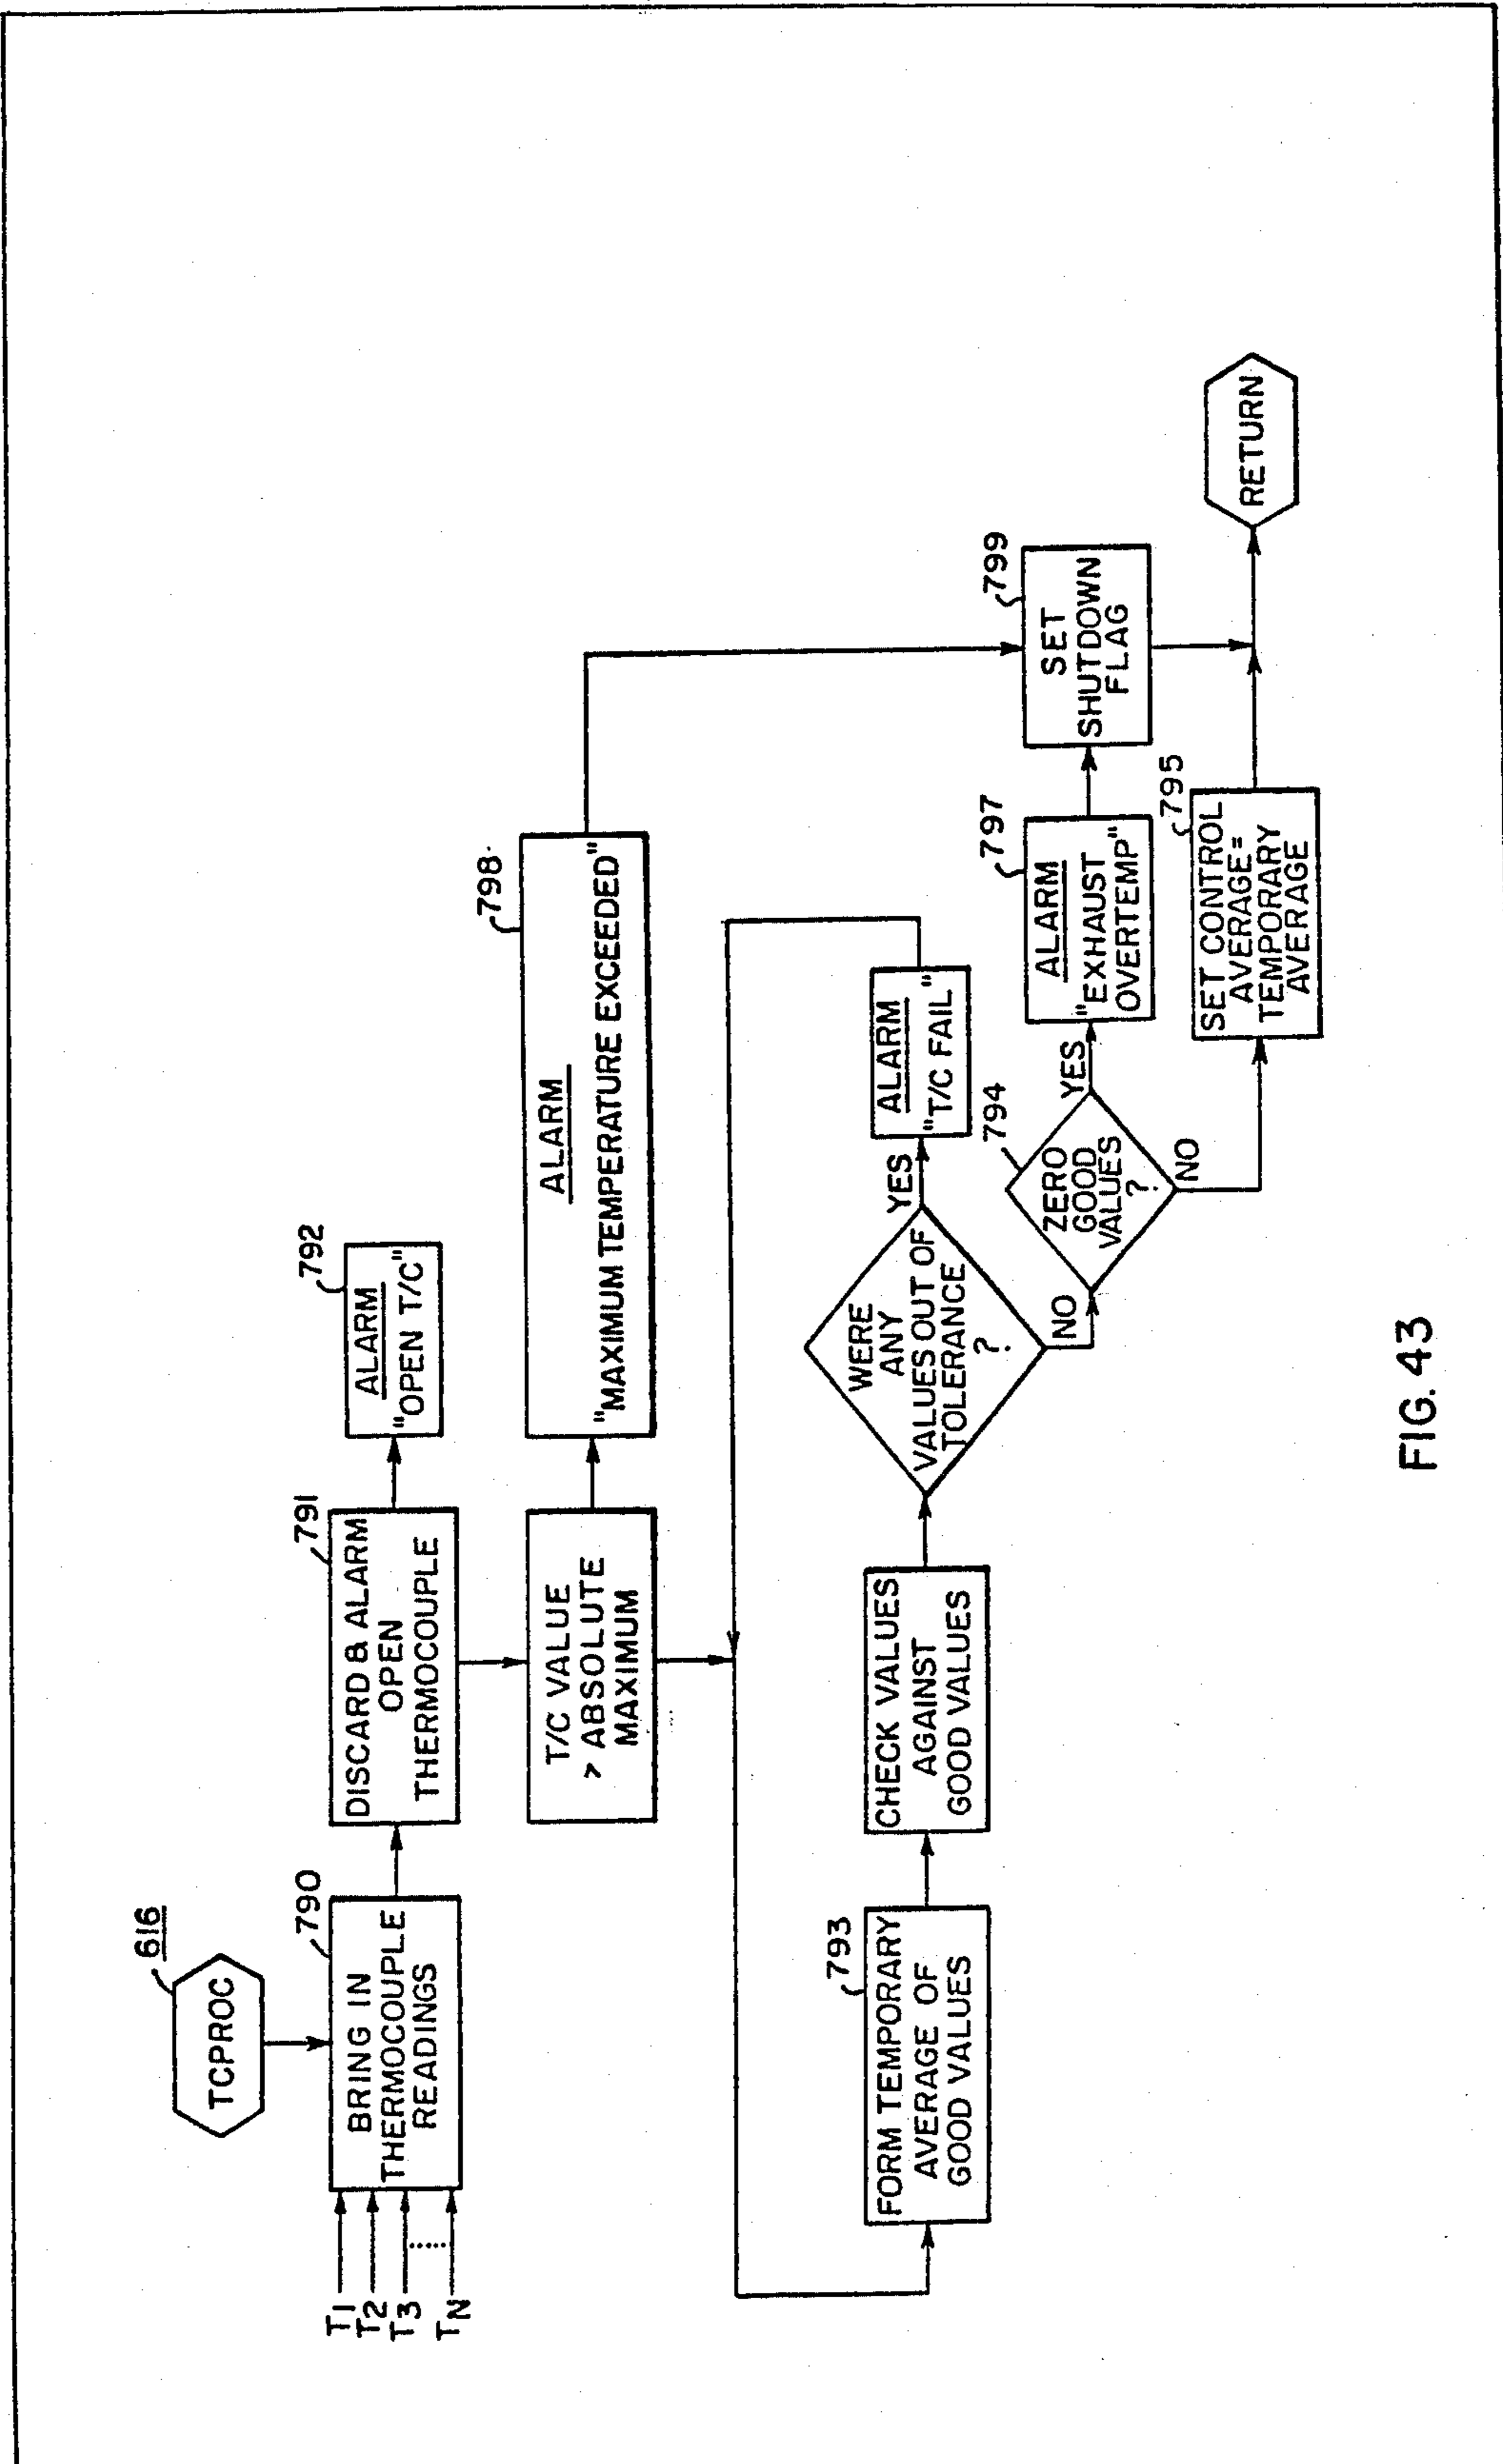 616
TCPROC
T1
T2
T3
TN
790
BRING IN
THERMOCOUPLE
READINGS
791
DISCARD & ALARM
OPEN
THERMOCOUPLE
792
ALARM
"OPEN T/C"
T/C VALUE
> ABSOLUTE
MAXIMUM
798
ALARM
"MAXIMUM TEMPERATURE EXCEEDED"
793
FORM TEMPORARY
AVERAGE OF
GOOD VALUES
CHECK VALUES
AGAINST
GOOD VALUES
WERE
ANY
VALUES OUT OF
TOLERANCE
?
YES
NO
ALARM
"T/C FAIL"
794
ZERO
GOOD
VALUES
?
YES
NO
797
ALARM
"EXHAUST
OVERTEMP"
799
SET
SHUTDOWN
FLAG
795
SET CONTROL
AVERAGE=
TEMPORARY
AVERAGE
RETURN
FIG. 43